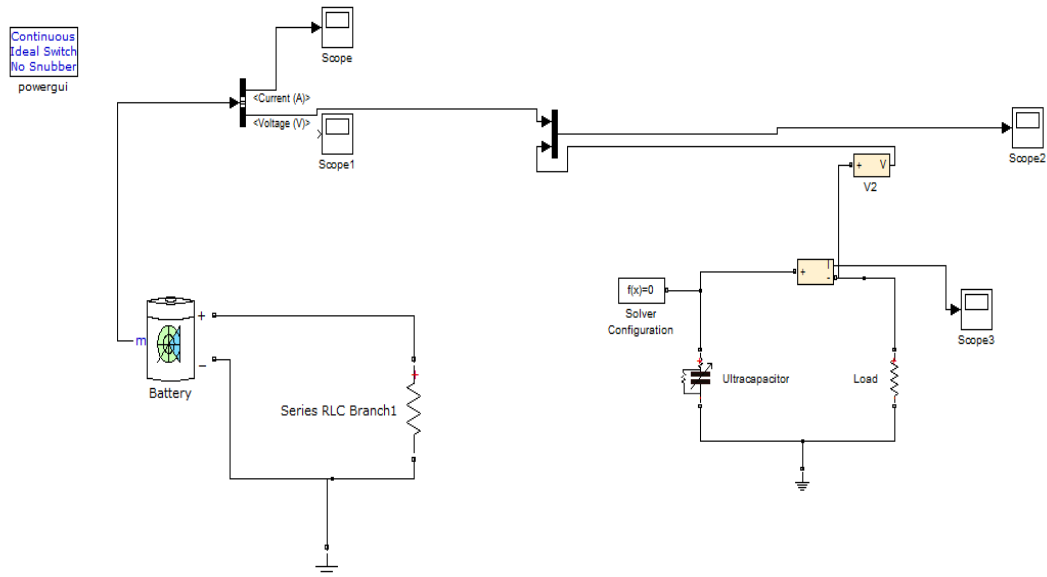 Continuous
Ideal Switch
No Snubber
powergui
Scope
<Current (A)>
<Voltage (V)>
Scope1
Scope2
+ V
V2
+ I
-
f(x)=0
Solver
Configuration
Scope3
m
+
−
Battery
+
Series RLC Branch1
+
Ultracapacitor
Load
+